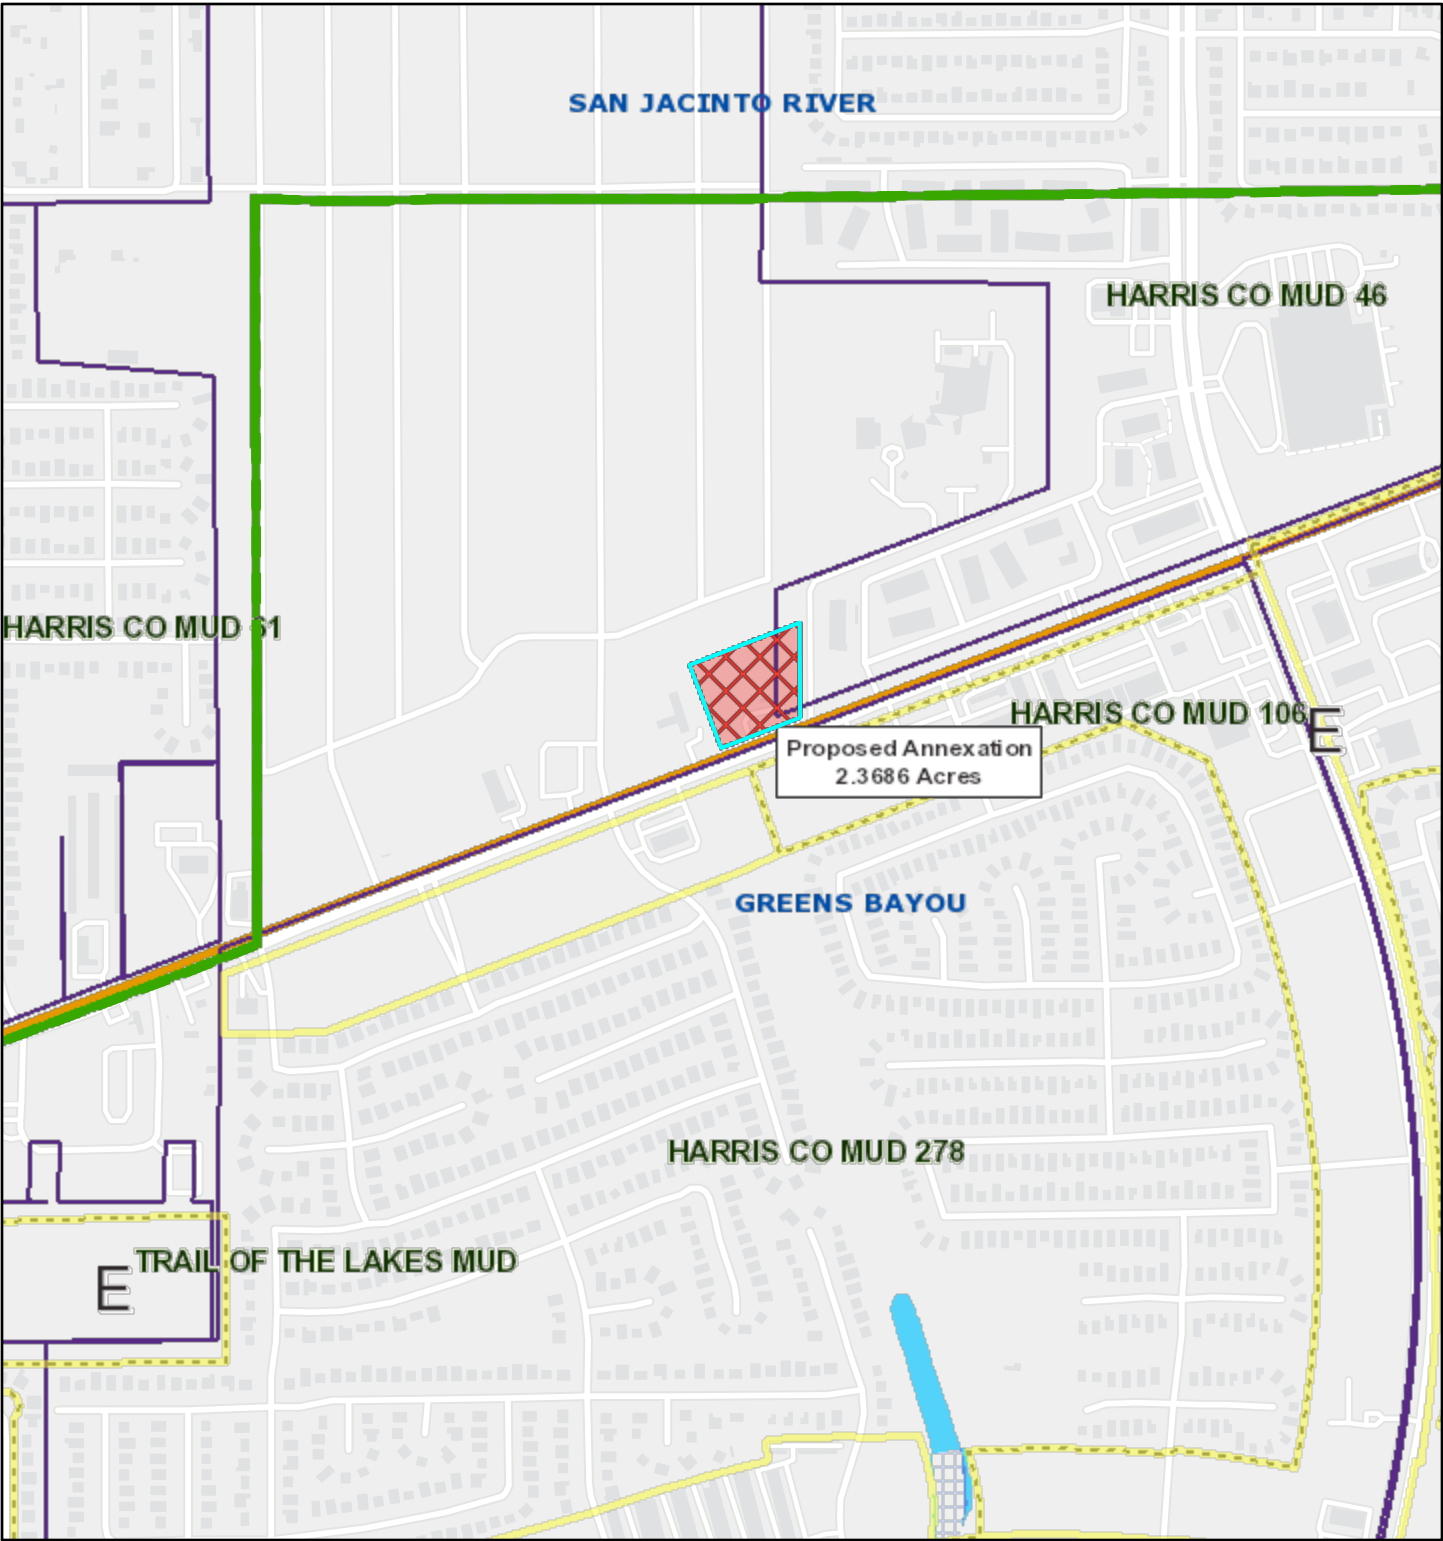 SAN JACINTO RIVER
HARRIS CO MUD 46
HARRIS CO MUD 61
HARRIS CO MUD 106
E
Proposed Annexation
2.3686 Acres
GREENS BAYOU
HARRIS CO MUD 278
TRAIL OF THE LAKES MUD
E